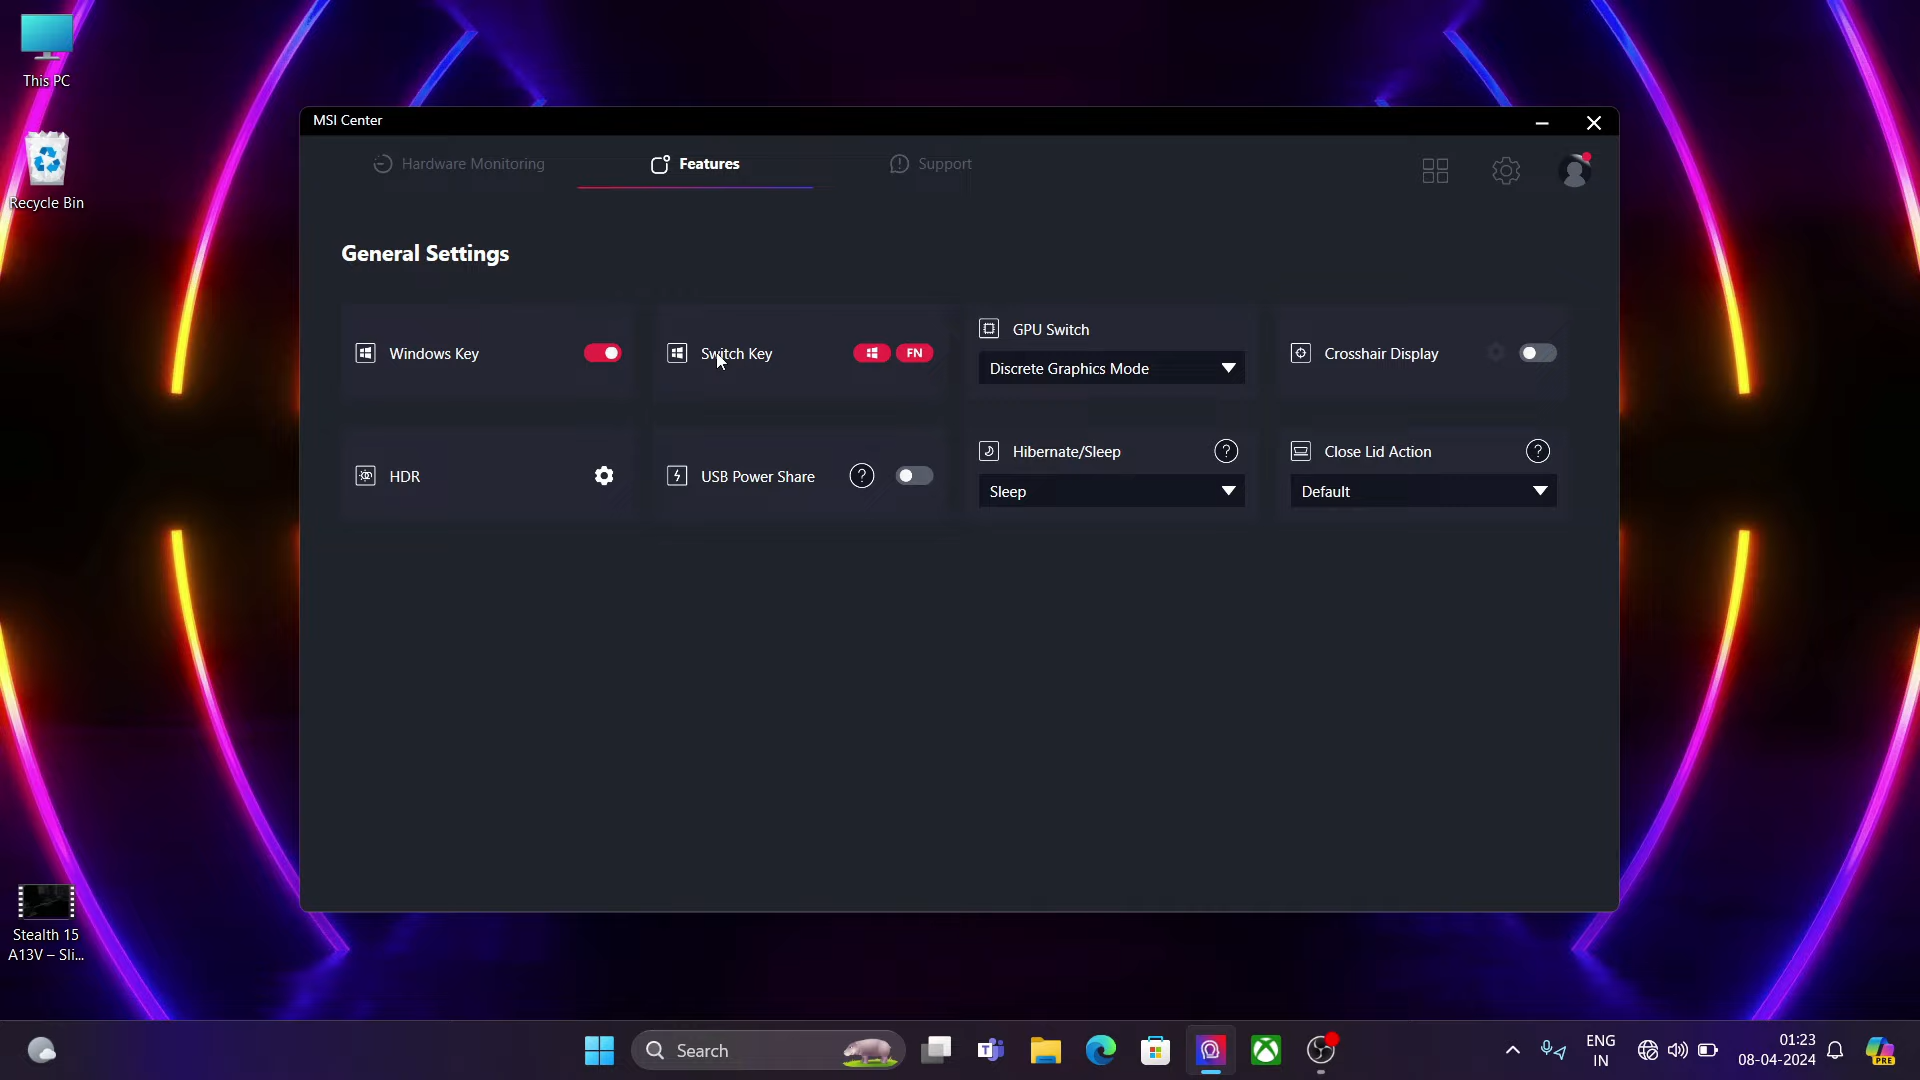 This PC
Recycle Bin
MSI Center
Hardware Monitoring
Features
Support
General Settings
Windows Key
Switch Key
FN
GPU Switch
Discrete Graphics Mode
Crosshair Display
HDR
USB Power Share
?
Hibernate/Sleep
?
Sleep
Close Lid Action
?
Default
Stealth 15
A13V – Sli...
Search
ENG
IN
01:23
08-04-2024
PRE